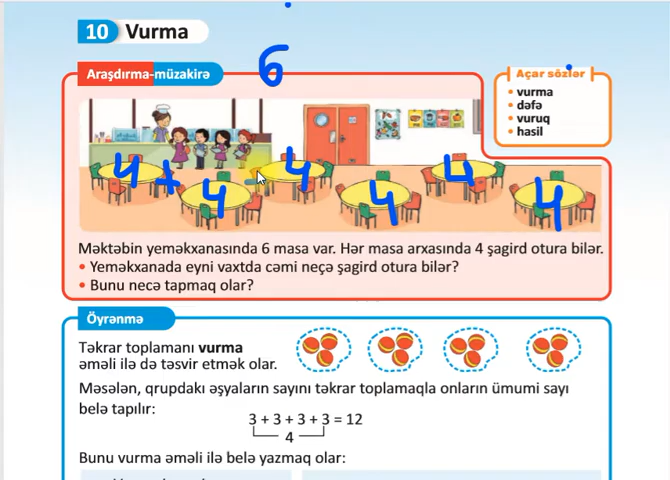 10 Vurma
6
Araşdırma-müzakirə
Açar sözlər
• vurma
• dəfə
• vuruq
• hasil
4 + 4 4 4 4 4
Məktəbin yeməkxanasında 6 masa var. Hər masa arxasında 4 şagird otura bilər.
• Yeməkxanada eyni vaxtda cəmi neçə şagird otura bilər?
• Bunu necə tapmaq olar?
Öyrənmə
Təkrar toplamanı vurma
əməli ilə də təsvir etmək olar.
Məsələn, qrupdakı əşyaların sayını təkrar toplamaqla onların ümumi sayı
belə tapılır:
3 + 3 + 3 + 3 = 12
4
Bunu vurma əməli ilə belə yazmaq olar: